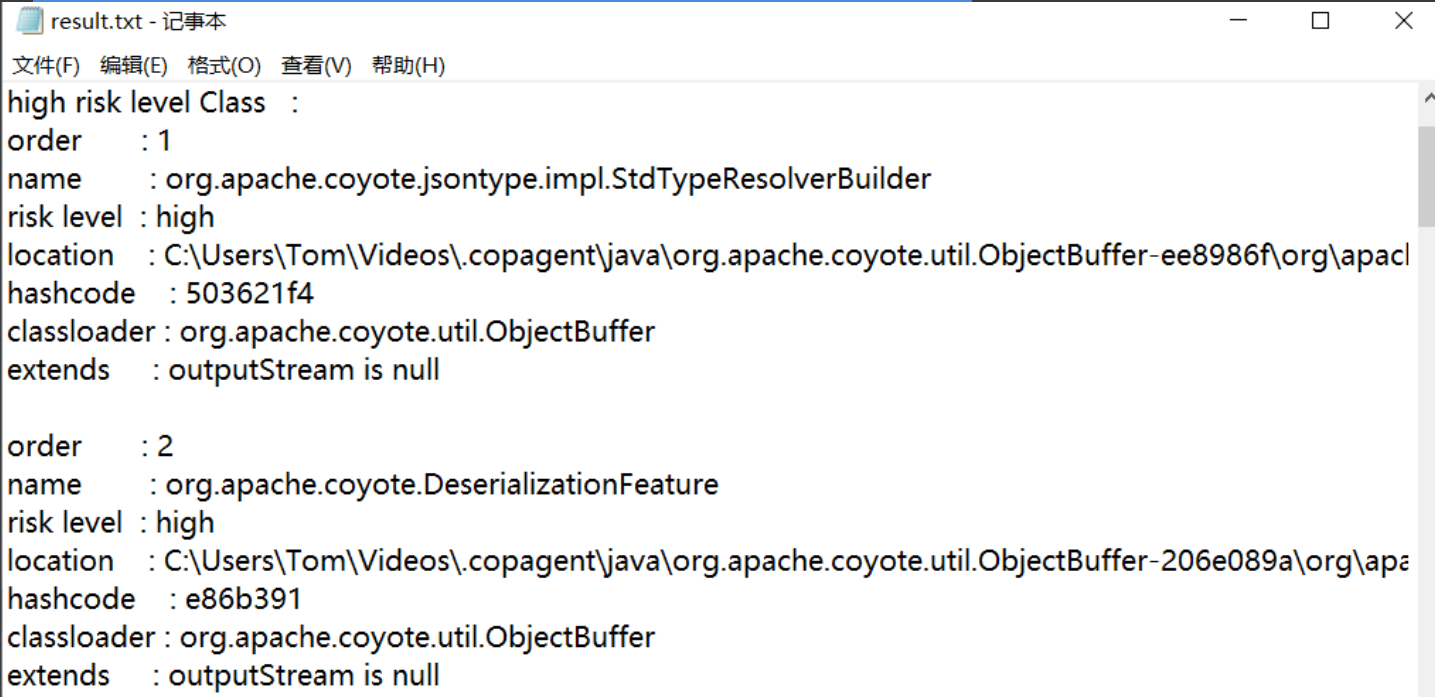 result.txt - 记事本
文件(F) 编辑(E) 格式(O) 查看(V) 帮助(H)
high risk level Class :
order : 1
name : org.apache.coyote.jsontype.impl.StdTypeResolverBuilder
risk level : high
location : C:\Users\Tom\Videos\.copagent\java\org.apache.coyote.util.ObjectBuffer-ee8986f\org\apac
hashcode : 503621f4
classloader : org.apache.coyote.util.ObjectBuffer
extends : outputStream is null
order : 2
name : org.apache.coyote.DeserializationFeature
risk level : high
location : C:\Users\Tom\Videos\.copagent\java\org.apache.coyote.util.ObjectBuffer-206e089a\org\apa
hashcode : e86b391
classloader : org.apache.coyote.util.ObjectBuffer
extends : outputStream is null